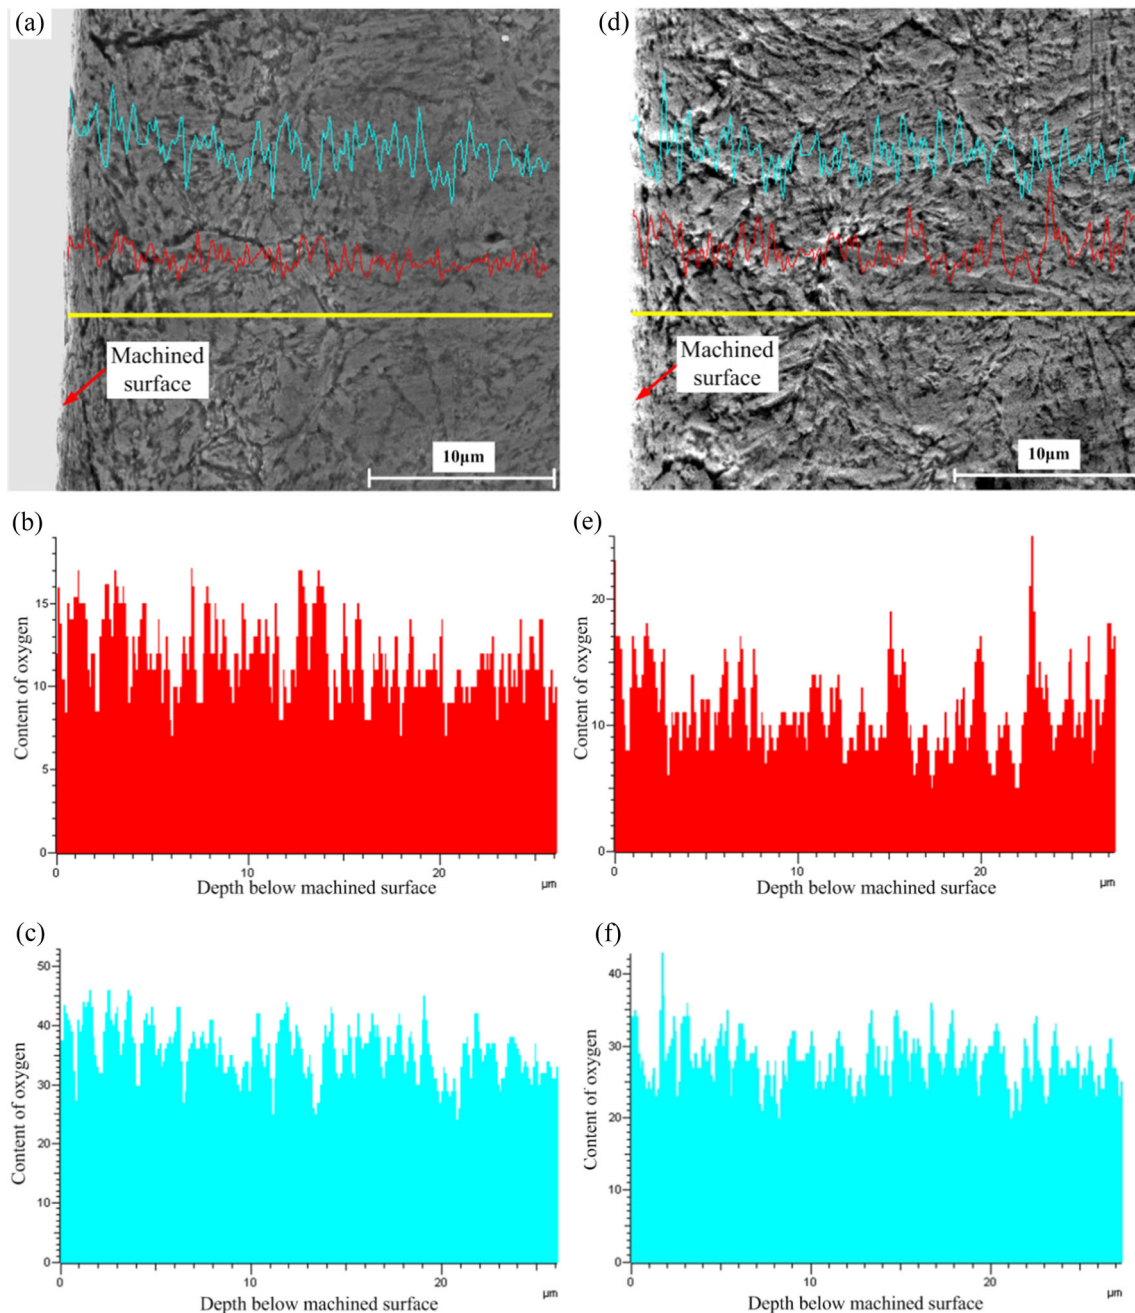 (a)
Machined
surface
10μm
(d)
Machined
surface
10μm
(b)
Content of oxygen
15
10
5
0
0
10
20
μm
Depth below machined surface
(e)
Content of oxygen
20
10
0
0
10
20
μm
Depth below machined surface
(c)
Content of oxygen
50
40
30
20
10
0
0
10
20
μm
Depth below machined surface
(f)
Content of oxygen
40
30
20
10
0
0
10
20
μm
Depth below machined surface